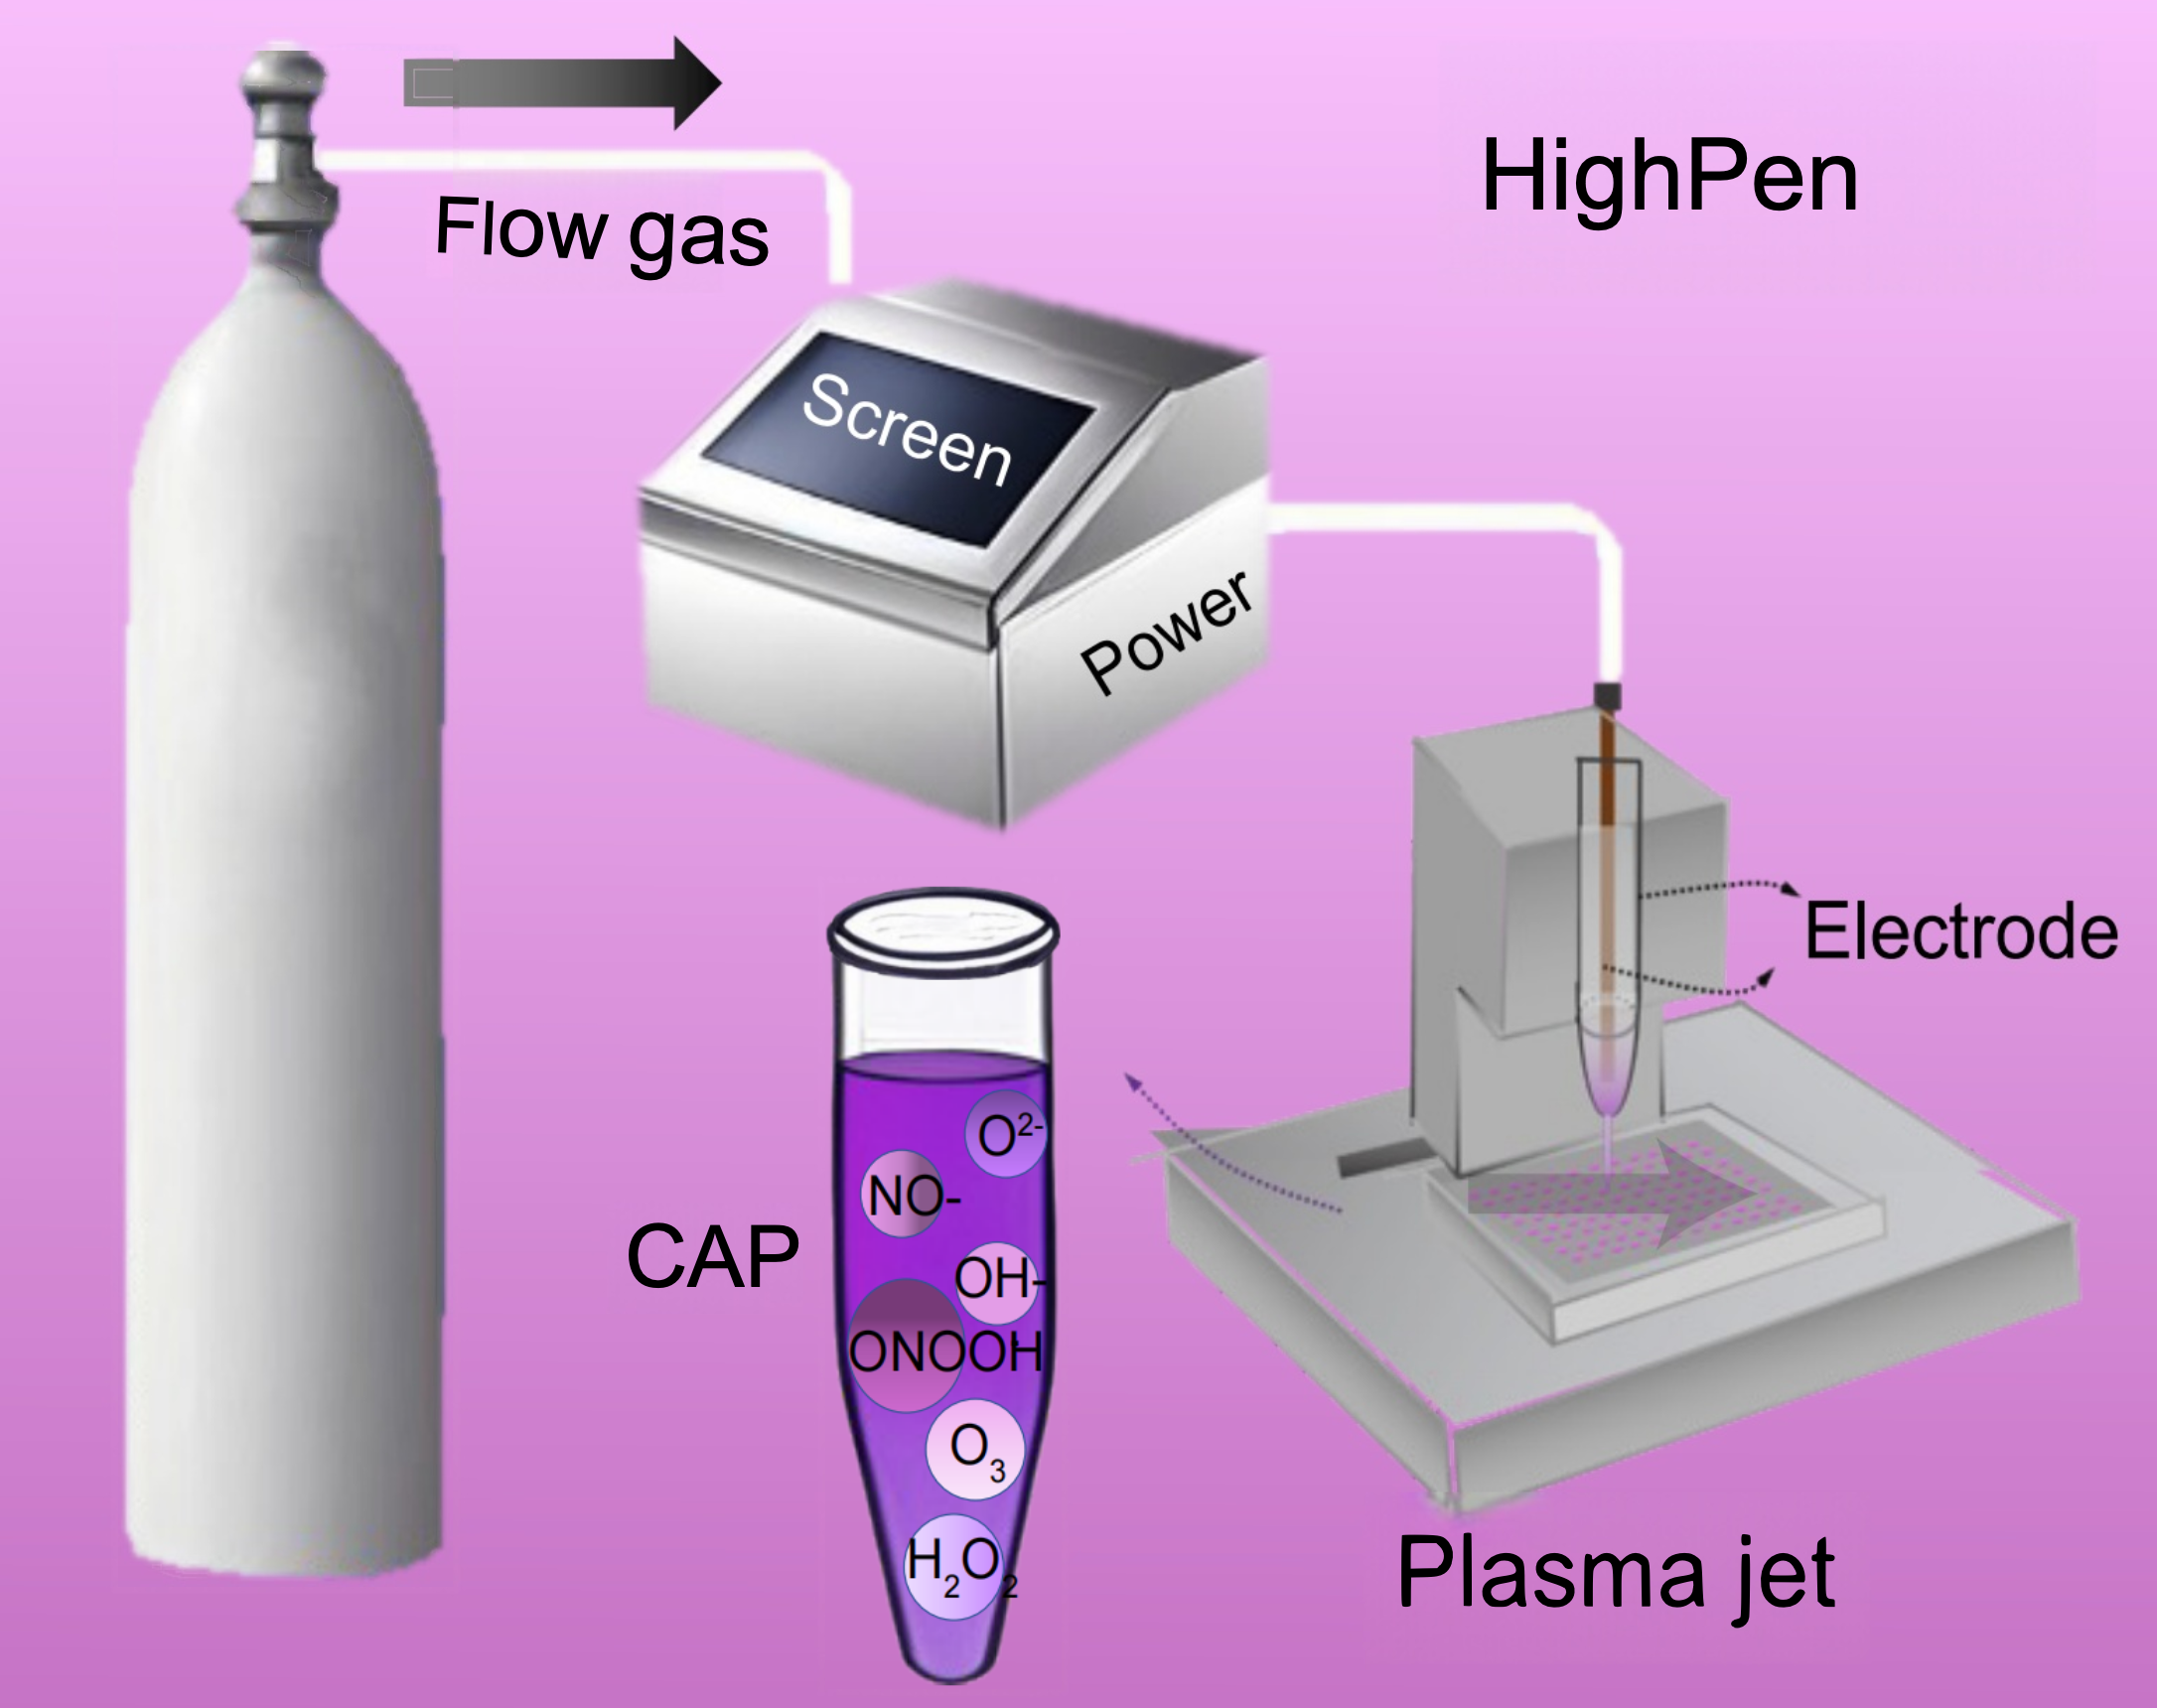 HighPen
Flow gas
Screen
Power
Electrode
CAP
O²⁻
NO-
OH-
ONOOH
O₃
H₂O₂
Plasma jet